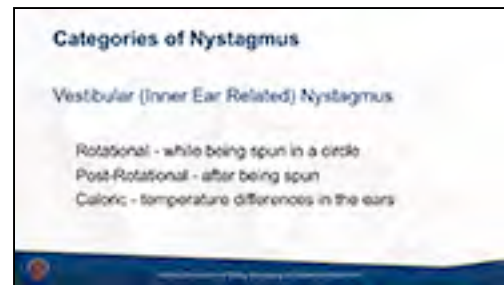 Categories of Nystagmus
Vestibular (Inner Ear Related) Nystagmus
Rotational - while being spun in a circle
Post-Rotational - after being spun
Caloric - temperature differences in the ears